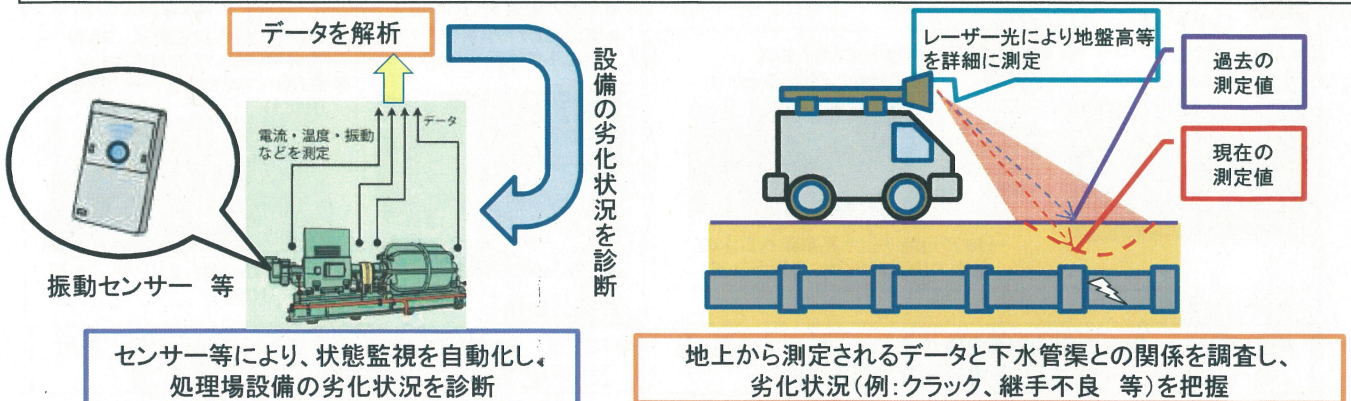 データを解析
電流・温度・振動
などを測定
データ
設備の劣化状況を診断
振動センサー 等
センサー等により、状態監視を自動化し、
処理場設備の劣化状況を診断
レーザー光により地盤高等
を詳細に測定
過去の
測定値
現在の
測定値
地上から測定されるデータと下水管渠との関係を調査し、
劣化状況(例:クラック、継手不良 等)を把握